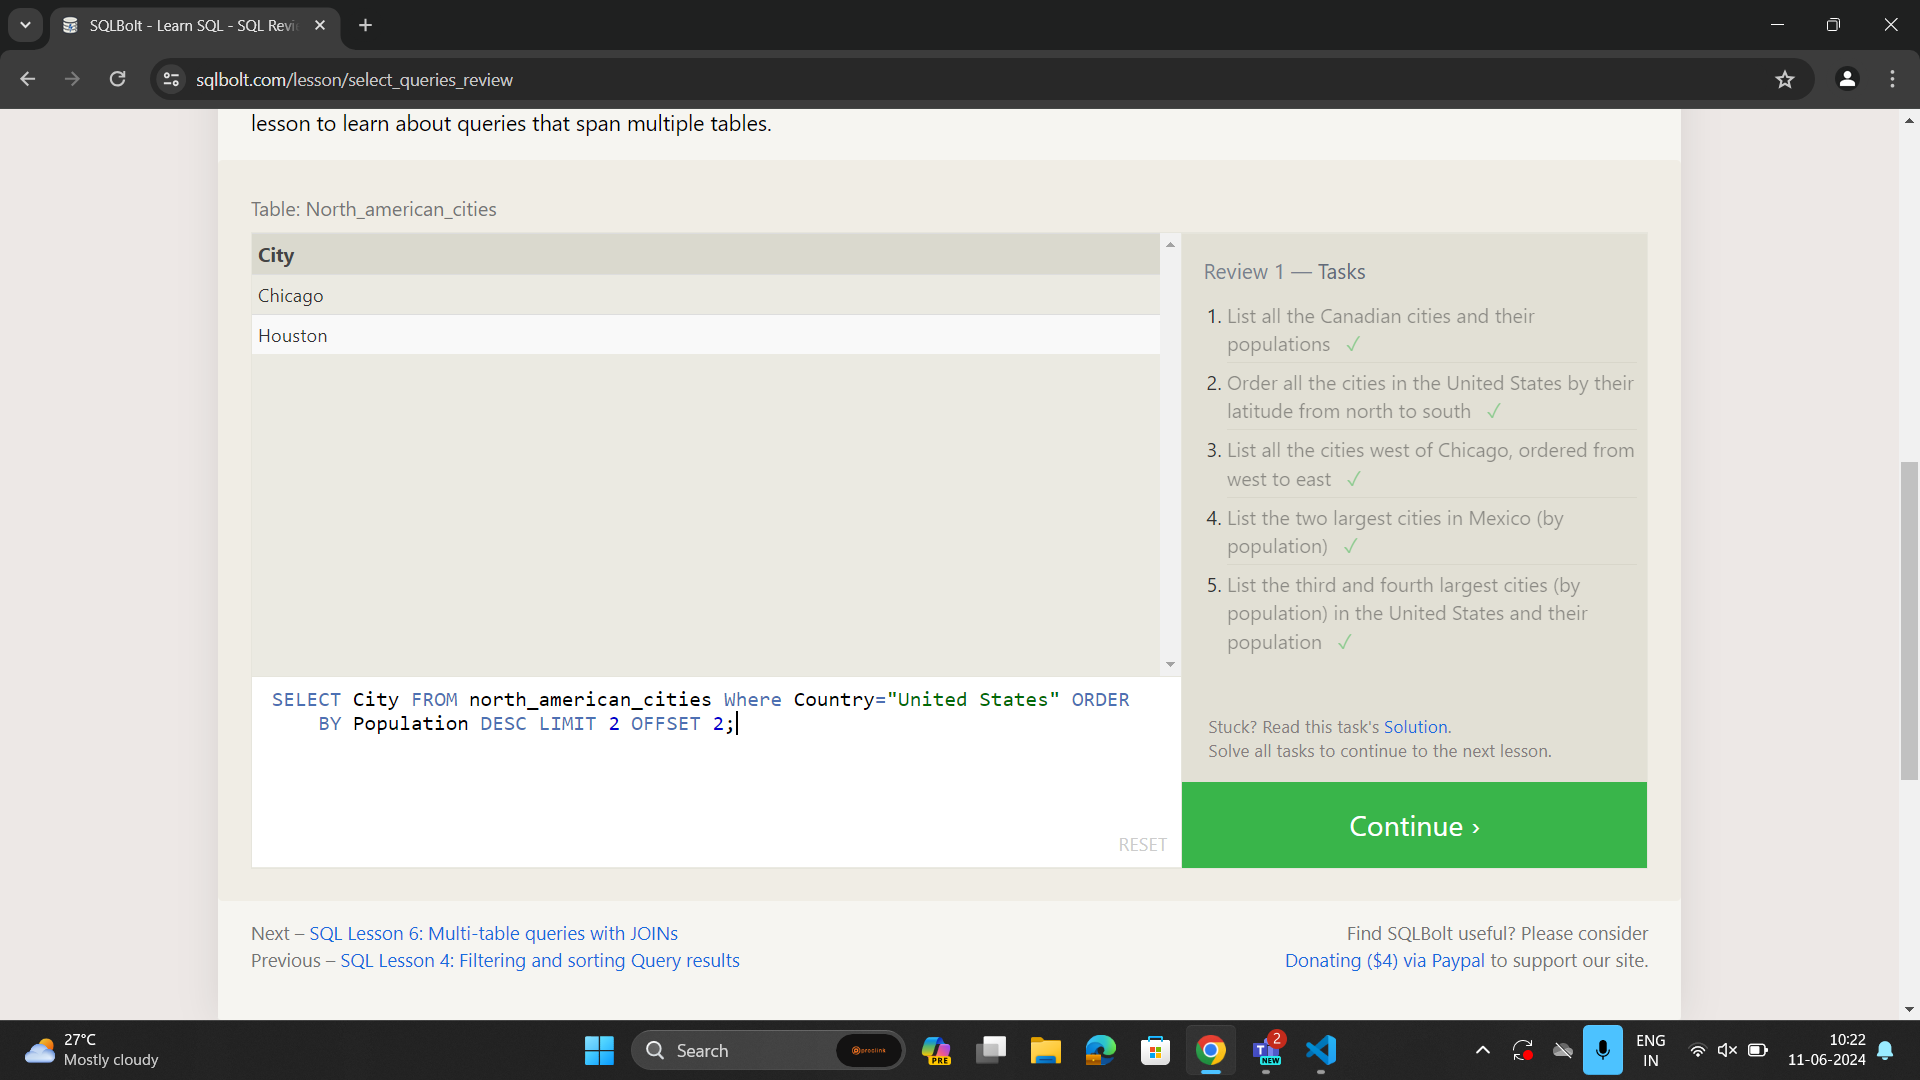 SQLBolt - Learn SQL - SQL Revi
sqlbolt.com/lesson/select_queries_review
lesson to learn about queries that span multiple tables.
Table: North_american_cities
City
Chicago
Houston
SELECT City FROM north_american_cities Where Country="United States" ORDER
BY Population DESC LIMIT 2 OFFSET 2;
RESET
Review 1 — Tasks
1. List all the Canadian cities and their
populations ✓
2. Order all the cities in the United States by their
latitude from north to south ✓
3. List all the cities west of Chicago, ordered from
west to east ✓
4. List the two largest cities in Mexico (by
population) ✓
5. List the third and fourth largest cities (by
population) in the United States and their
population ✓
Stuck? Read this task's Solution.
Solve all tasks to continue to the next lesson.
Continue ›
Next – SQL Lesson 6: Multi-table queries with JOINs
Previous – SQL Lesson 4: Filtering and sorting Query results
Find SQLBolt useful? Please consider
Donating ($4) via Paypal to support our site.
27°C
Mostly cloudy
Search
proclink
PRE
2
NEW
ENG
IN
10:22
11-06-2024